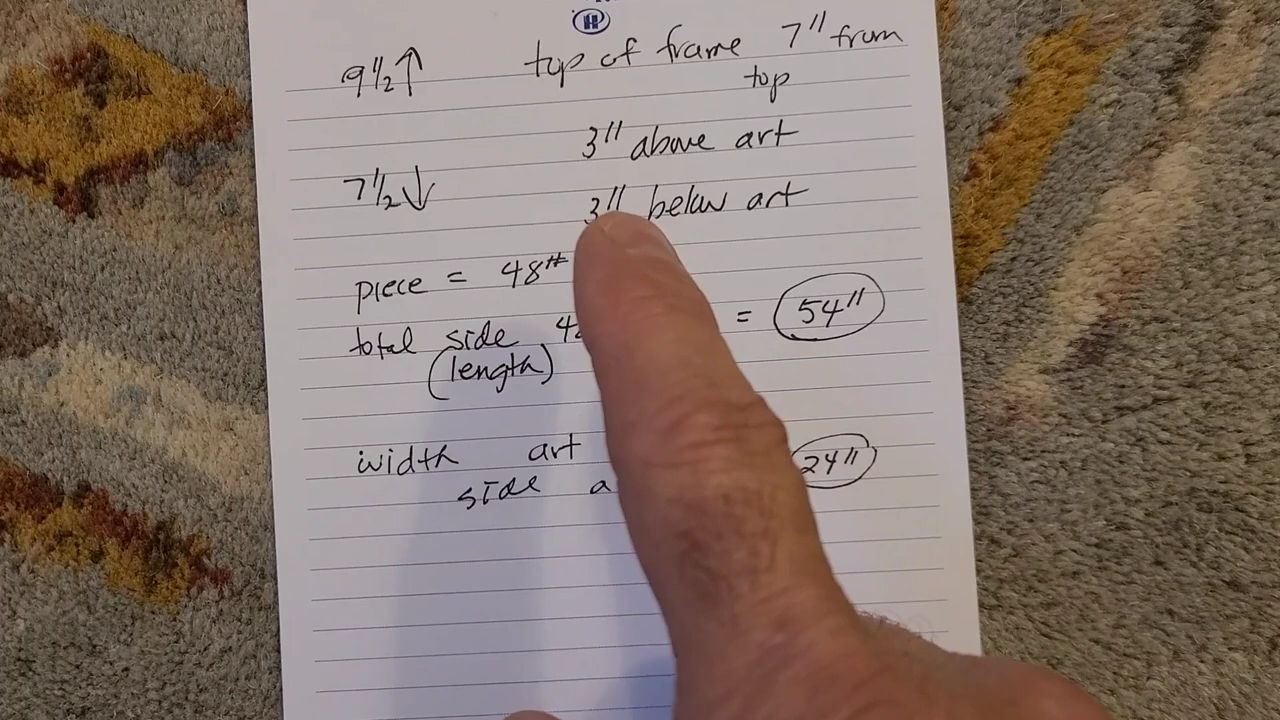 H
9½↑ top of frame 7" from
top
3" above art
7½↓ 3" below art
piece = 48"
total side = 54"
(length)
width art 24"
side a